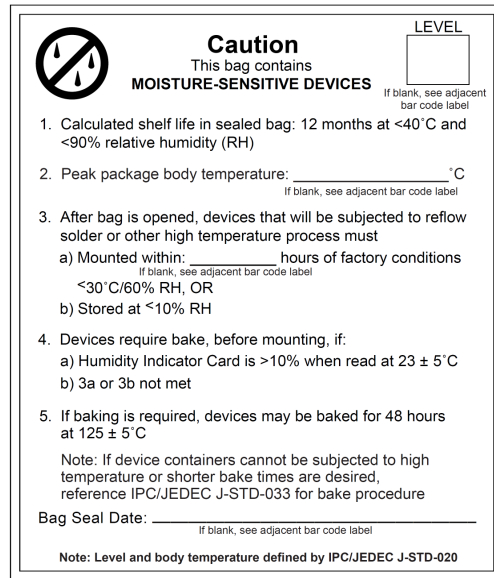 LEVEL
Caution
This bag contains
MOISTURE-SENSITIVE DEVICES
If blank, see adjacent
bar code label
1. Calculated shelf life in sealed bag: 12 months at <40˚C and
<90% relative humidity (RH)
2. Peak package body temperature: ____________________˚C
If blank, see adjacent bar code label
3. After bag is opened, devices that will be subjected to reflow
solder or other high temperature process must
a) Mounted within: ___________ hours of factory conditions
If blank, see adjacent bar code label
<30˚C/60% RH, OR
b) Stored at <10% RH
4. Devices require bake, before mounting, if:
a) Humidity Indicator Card is >10% when read at 23 ± 5˚C
b) 3a or 3b not met
5. If baking is required, devices may be baked for 48 hours
at 125 ± 5˚C
Note: If device containers cannot be subjected to high
temperature or shorter bake times are desired,
reference IPC/JEDEC J-STD-033 for bake procedure
Bag Seal Date: ____________________
If blank, see adjacent bar code label
Note: Level and body temperature defined by IPC/JEDEC J-STD-020